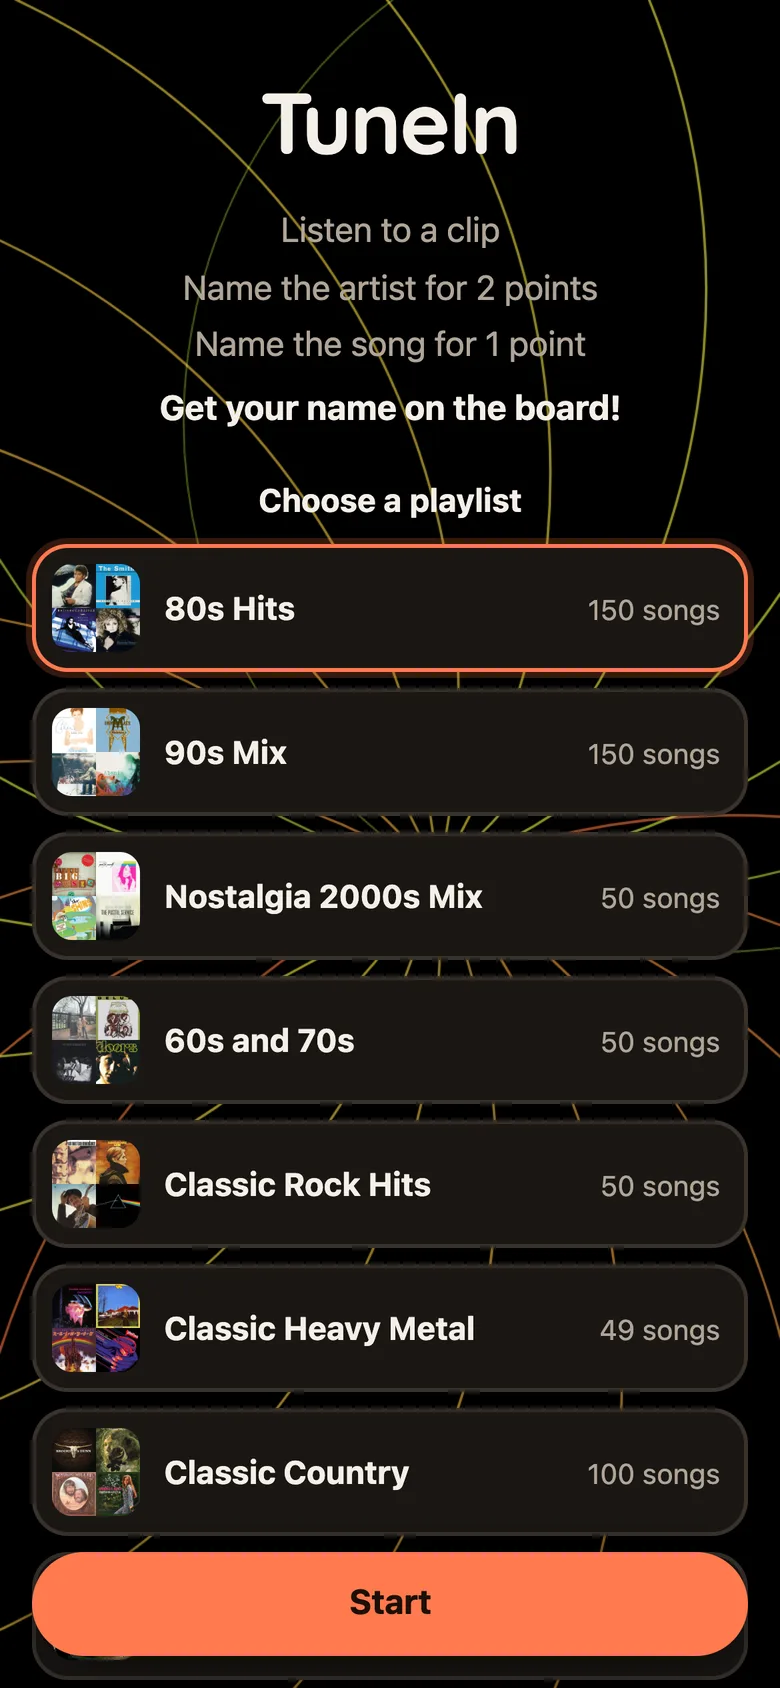 TuneIn
Listen to a clip
Name the artist for 2 points
Name the song for 1 point
Get your name on the board!
Choose a playlist
80s Hits 150 songs
90s Mix 150 songs
Nostalgia 2000s Mix 50 songs
60s and 70s 50 songs
Classic Rock Hits 50 songs
Classic Heavy Metal 49 songs
Classic Country 100 songs
Start